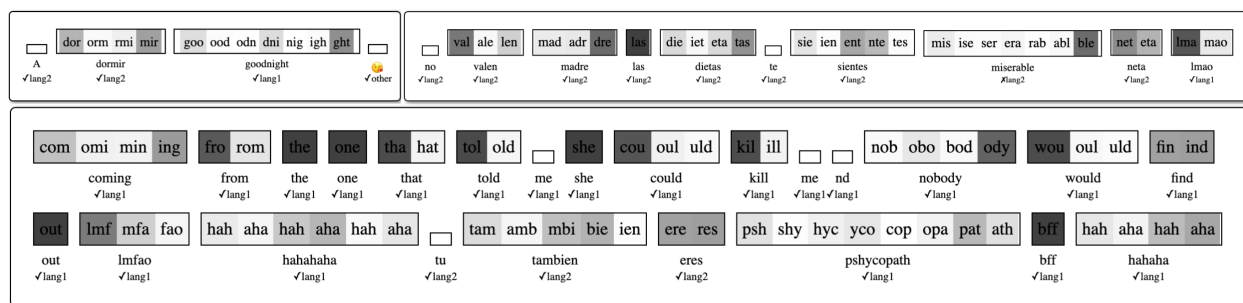 dor orm rmi mir goo ood odn dni nig igh ght
A dormir goodnight 😘
✓lang2 ✓lang2 ✓lang1 ✓other
val ale len mad adr dre las die iet eta tas sie ien ent nte tes mis ise ser era rab abl ble net eta lma mao
no valen madre las dietas te sientes miserable neta lmao
✓lang2 ✓lang2 ✓lang2 ✓lang2 ✓lang2 ✓lang2 ✓lang2 ✗lang2 ✓lang2 ✓lang1
com omi min ing fro rom the one tha hat tol old she cou oul uld kil ill nob obo bod ody wou oul uld fin ind
coming from the one that told me she could kill me nd nobody would find
✓lang1 ✓lang1 ✓lang1 ✓lang1 ✓lang1 ✓lang1 ✓lang1 ✓lang1 ✓lang1 ✓lang1 ✓lang1 ✓lang1 ✓lang1 ✓lang1 ✓lang1
out lmf mfa fao hah aha hah aha hah aha tam amb mbi bie ien ere res psh shy hyc yco cop opa pat ath bff hah aha hah aha
out lmfao hahahaha tu tambien eres pshycopath bff hahaha
✓lang1 ✓lang1 ✓lang1 ✓lang2 ✓lang2 ✓lang2 ✓lang1 ✓lang1 ✓lang1